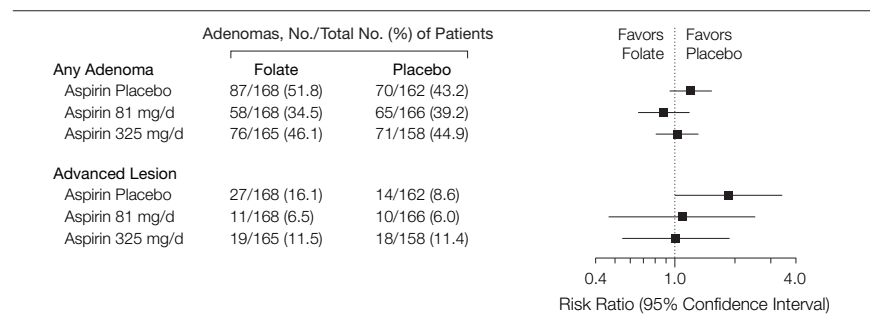 Adenomas, No./Total No. (%) of Patients
Favors Folate
Favors Placebo
Any Adenoma Folate Placebo
Aspirin Placebo 87/168 (51.8) 70/162 (43.2)
Aspirin 81 mg/d 58/168 (34.5) 65/166 (39.2)
Aspirin 325 mg/d 76/165 (46.1) 71/158 (44.9)
Advanced Lesion
Aspirin Placebo 27/168 (16.1) 14/162 (8.6)
Aspirin 81 mg/d 11/168 (6.5) 10/166 (6.0)
Aspirin 325 mg/d 19/165 (11.5) 18/158 (11.4)
0.4 1.0 4.0
Risk Ratio (95% Confidence Interval)